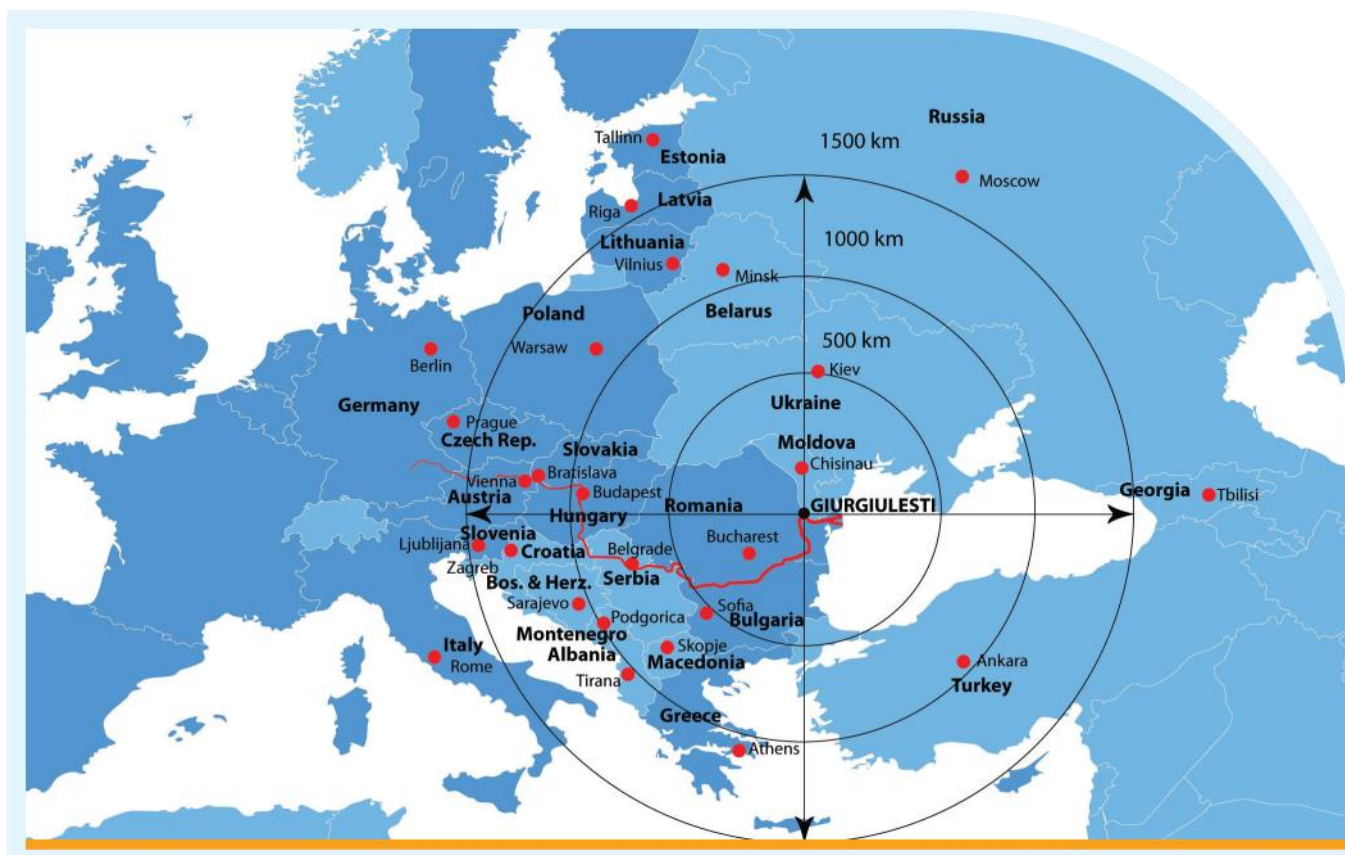 Russia
1500 km
Tallinn
Estonia
Moscow
Latvia
Riga
1000 km
Lithuania
Vilnius
Minsk
Poland
Belarus
Warsaw
500 km
Berlin
Kiev
Germany
Ukraine
Prague
Czech Rep.
Slovakia
Moldova
Chisinau
Bratislava
Vienna
Budapest
Austria
Romania
GIURGIULESTI
Georgia
Tbilisi
Hungary
Slovenia
Ljublijana
Croatia
Zagreb
Bucharest
Belgrade
Serbia
Bos. & Herz.
Sarajevo
Podgorica
Sofia
Bulgaria
Montenegro
Italy
Rome
Albania
Skopje
Macedonia
Ankara
Tirana
Turkey
Greece
Athens